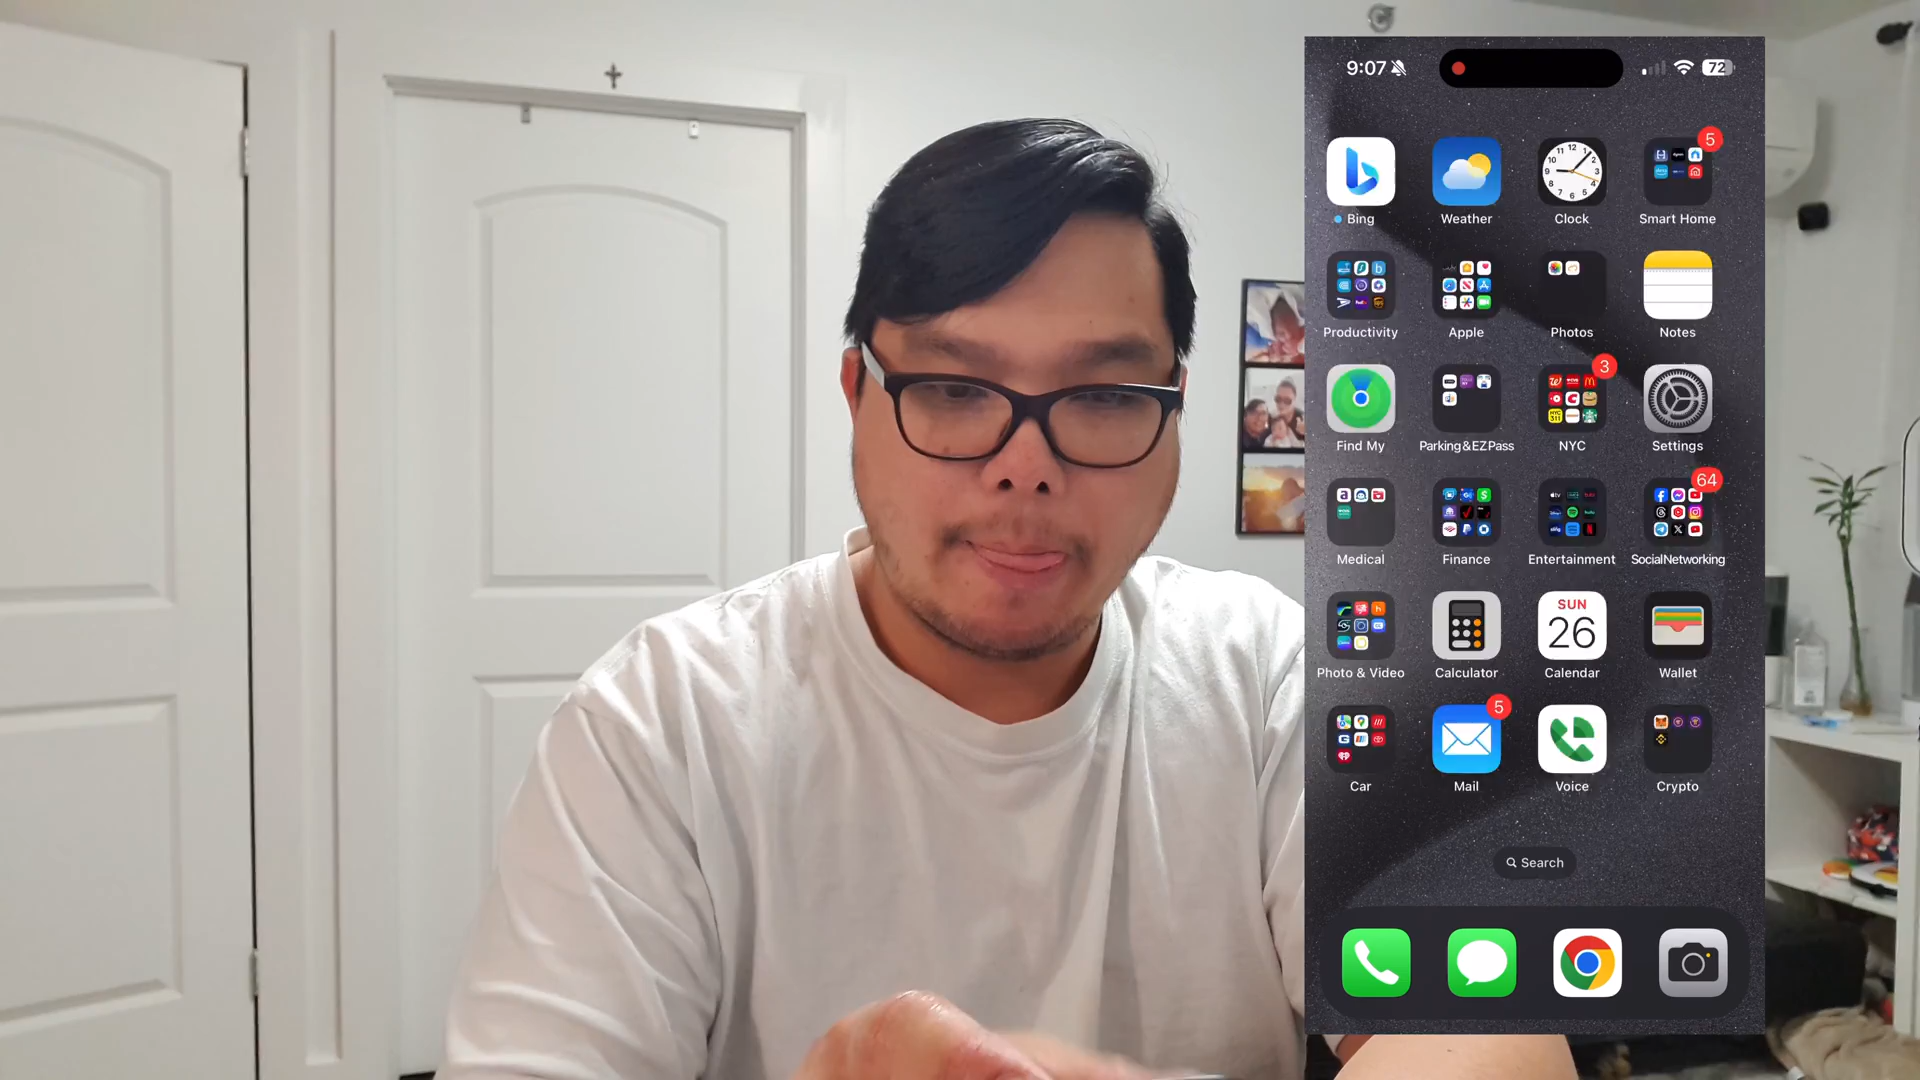 9:07
72
5
Bing
Weather
Clock
Smart Home
Productivity
Apple
Photos
Notes
3
Find My
Parking&EZPass
NYC
Settings
64
Medical
Finance
Entertainment
SocialNetworking
SUN
26
Photo & Video
Calculator
Calendar
Wallet
5
Car
Mail
Voice
Crypto
Search